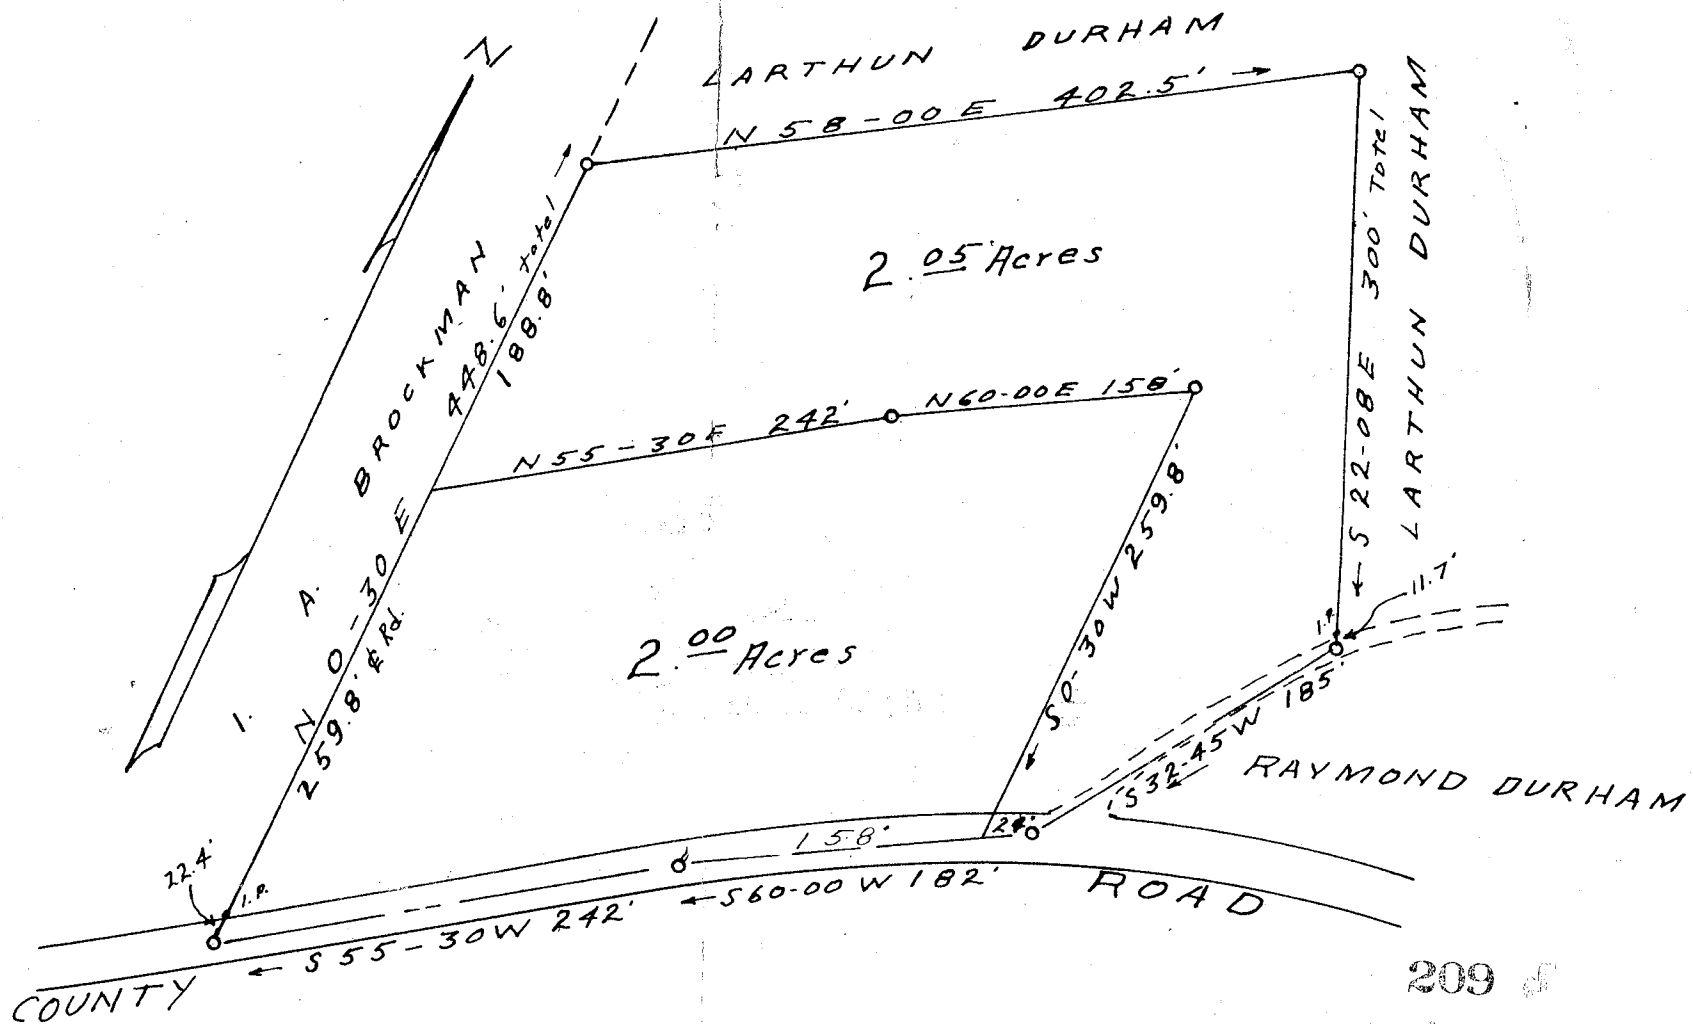 N
LARTHUN DURHAM
N 58-00 E 402.5'
LARTHUN DURHAM
S 22-08 E 300' Total
I. A. BROCKMAN
N 0-30 E 448.6' total
188.8'
259.8' ℄ Rd.
2.05 Acres
N 55-30 E 242'
N 60-00 E 158'
S 0-30 W 259.8'
2.00 Acres
I.P.
11.7'
S 32-45 W 185'
RAYMOND DURHAM
22.4'
I.P.
158'
24'
S 60-00 W 182'
S 55-30 W 242'
COUNTY ROAD
209